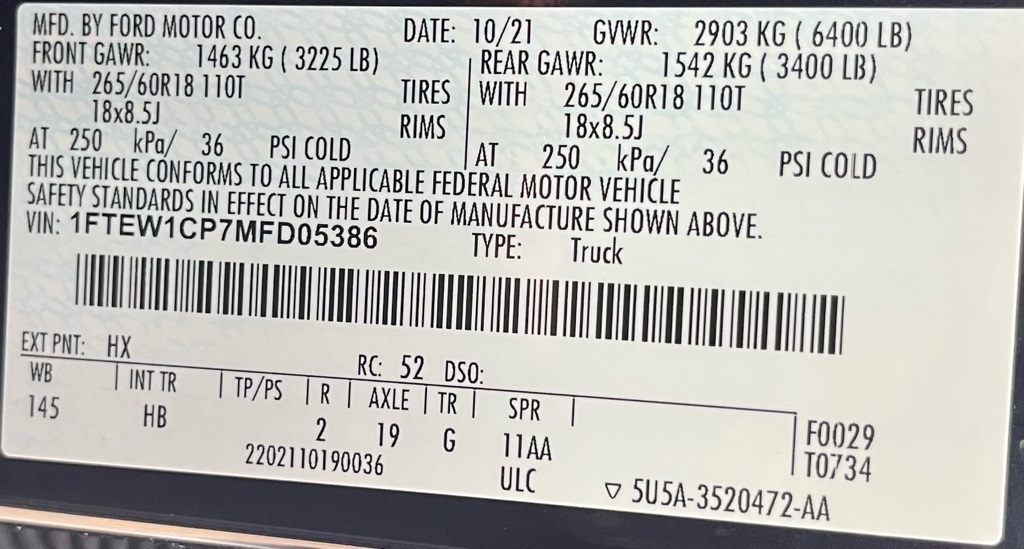 MFD. BY FORD MOTOR CO. DATE: 10/21 GVWR: 2903 KG ( 6400 LB)
FRONT GAWR: 1463 KG ( 3225 LB) REAR GAWR: 1542 KG ( 3400 LB)
WITH 265/60R18 110T TIRES WITH 265/60R18 110T TIRES
18x8.5J RIMS 18x8.5J RIMS
AT 250 kPa/ 36 PSI COLD AT 250 kPa/ 36 PSI COLD
THIS VEHICLE CONFORMS TO ALL APPLICABLE FEDERAL MOTOR VEHICLE
SAFETY STANDARDS IN EFFECT ON THE DATE OF MANUFACTURE SHOWN ABOVE.
VIN: 1FTEW1CP7MFD05386 TYPE: Truck
EXT PNT: HX RC: 52 DSO:
WB INT TR TP/PS R AXLE TR SPR
145 HB 2 19 G 11AA F0029
2202110190036 ULC T0734
▽ 5U5A-3520472-AA